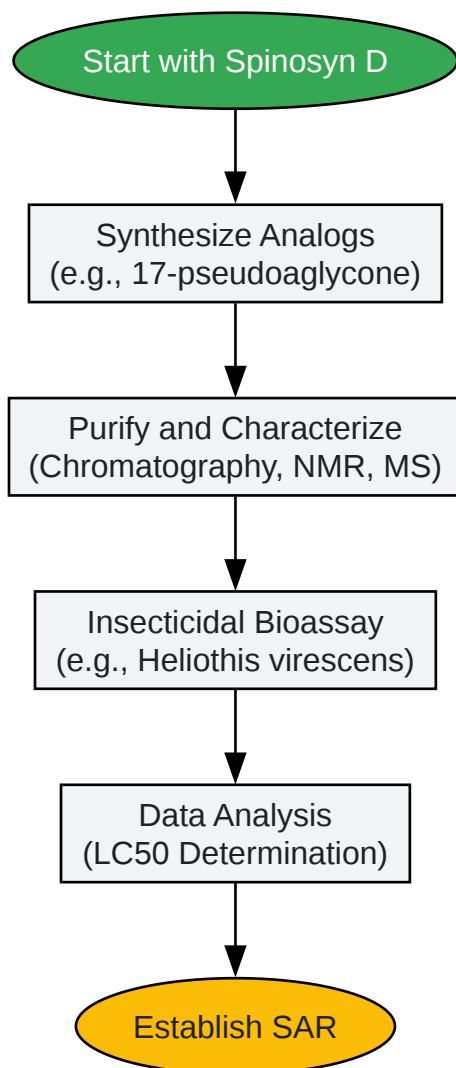 Start with Spinosyn D
Synthesize Analogs
(e.g., 17-pseudoaglycone)
Purify and Characterize
(Chromatography, NMR, MS)
Insecticidal Bioassay
(e.g., Heliothis virescens)
Data Analysis
(LC50 Determination)
Establish SAR